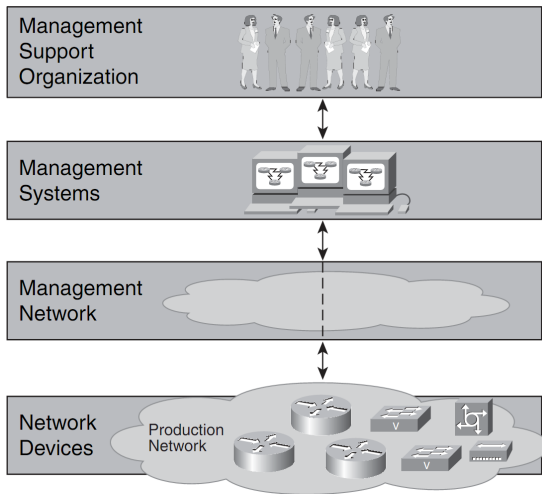 Management
Support
Organization
Management
Systems
Management
Network
Network
Devices
Production
Network
V
V